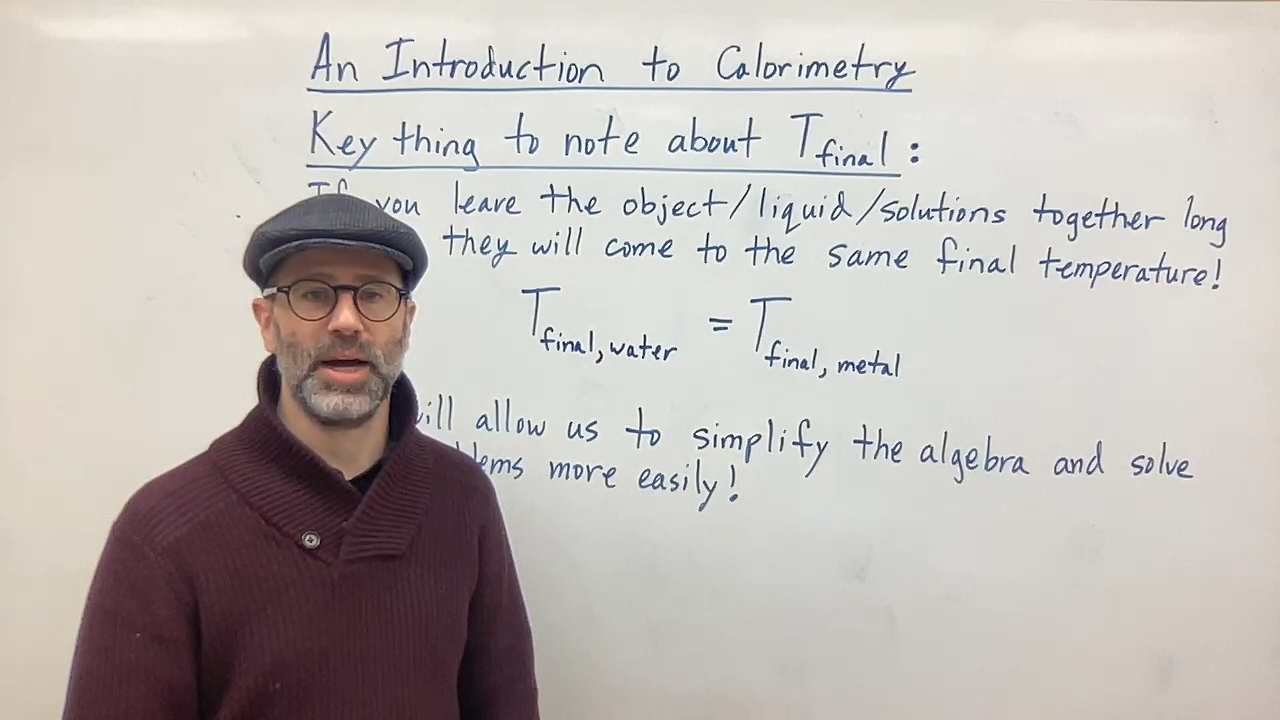 An Introduction to Calorimetry
Key thing to note about Tfinal:
If you leave the object/liquid/solutions together long
they will come to the same final temperature!
Tfinal, water = Tfinal, metal
allow us to simplify the algebra and solve
more easily!